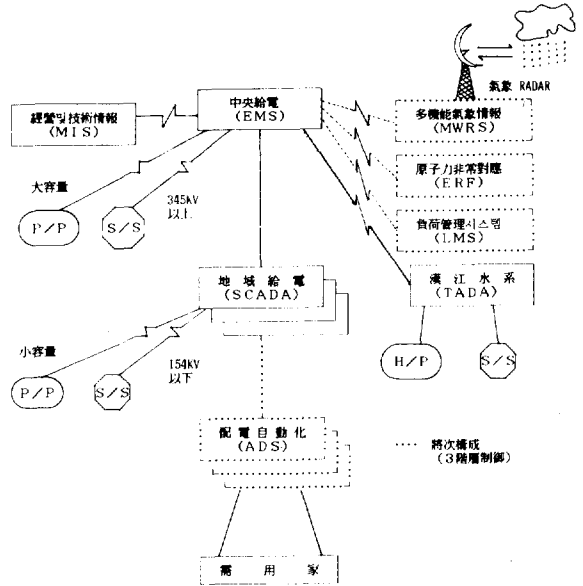 氣象 RADAR
經營및技術情報
(MIS)
中央給電
(EMS)
多機能氣象情報
(MWRS)
原子力非常對應
(ERF)
負荷管理시스템
(LMS)
漢江水系
(TADA)
大容量
P/P
S/S
345kV
以上
地域給電
(SCADA)
H/P
S/S
小容量
P/P
S/S
154kV
以下
配電自動化
(ADS)
將次構成
(3階層制御)
需用家